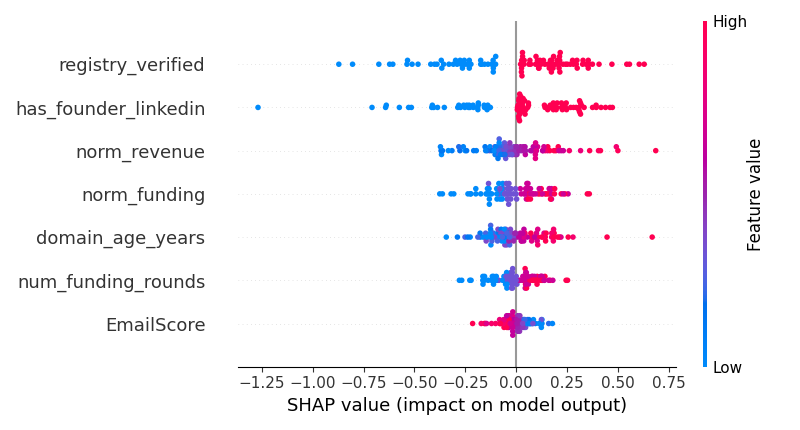 High
registry_verified
has_founder_linkedin
norm_revenue
norm_funding
domain_age_years
num_funding_rounds
EmailScore
Feature value
Low
−1.25 −1.00 −0.75 −0.50 −0.25 0.00 0.25 0.50 0.75
SHAP value (impact on model output)